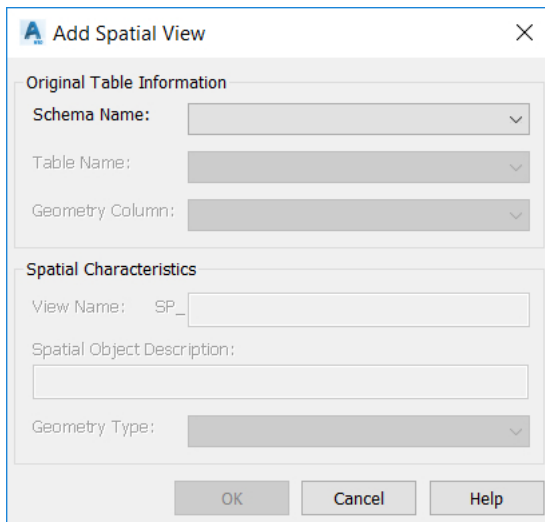 Add Spatial View
Original Table Information
Schema Name:
Table Name:
Geometry Column:
Spatial Characteristics
View Name: SP_
Spatial Object Description:
Geometry Type:
OK Cancel Help